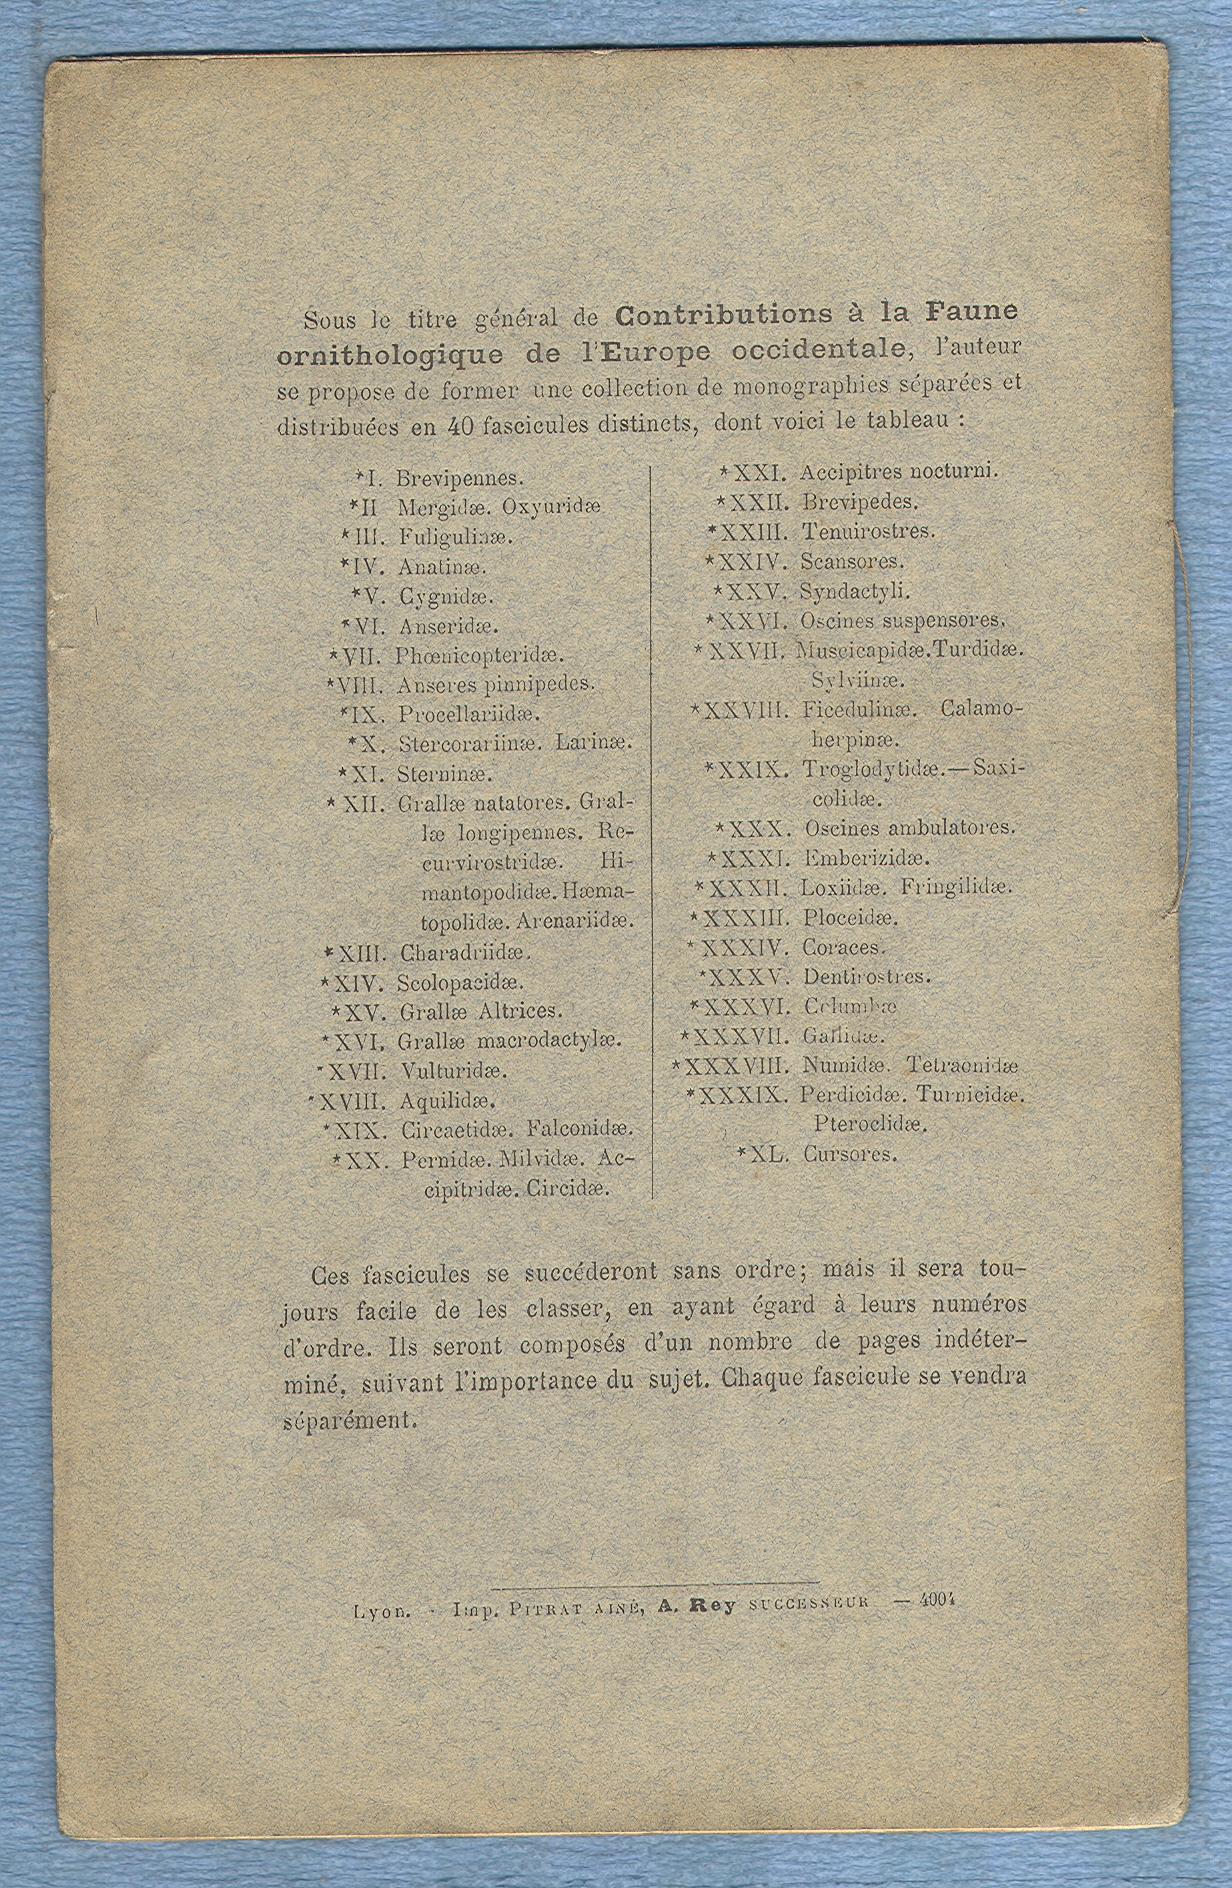 Sous le titre général de Contributions à la Faune
ornithologique de l'Europe occidentale, l'auteur
se propose de former une collection de monographies séparées et
distribuées en 40 fascicules distincts, dont voici le tableau :
*I. Brevipennes.
*II Mergidæ. Oxyuridæ
*III. Fuligulinæ.
*IV. Anatinæ.
*V. Cygnidæ.
*VI. Anseridæ.
*VII. Phœnicopteridæ.
*VIII. Anseres pinnipedes.
*IX. Procellariidæ.
*X. Stercorariinæ. Larinæ.
*XI. Sterninæ.
*XII. Grallæ natatores. Gral-
læ longipennes. Re-
curvirostridæ. Hi-
mantopodidæ. Hæma-
topolidæ. Arenariidæ.
*XIII. Charadriidæ.
*XIV. Scolopacidæ.
*XV. Grallæ Altrices.
*XVI. Grallæ macrodactylæ.
*XVII. Vulturidæ.
*XVIII. Aquilidæ.
*XIX. Circaetidæ. Falconidæ.
*XX. Pernidæ. Milvidæ. Ac-
cipitridæ. Circidæ.
*XXI. Accipitres nocturni.
*XXII. Brevipedes.
*XXIII. Tenuirostres.
*XXIV. Scansores.
*XXV. Syndactyli.
*XXVI. Oscines suspensores.
*XXVII. Muscicapidæ. Turdidæ.
Sylviinæ.
*XXVIII. Ficedulinæ. Calamo-
herpinæ.
*XXIX. Troglodytidæ.—Saxi-
colidæ.
*XXX. Oscines ambulatores.
*XXXI. Emberizidæ.
*XXXII. Loxiidæ. Fringilidæ.
*XXXIII. Ploceidæ.
*XXXIV. Coraces.
*XXXV. Dentirostres.
*XXXVI. Columbæ
*XXXVII. Gallidæ.
*XXXVIII. Numidæ. Tetraonidæ
*XXXIX. Perdicidæ. Turnicidæ.
Pteroclidæ.
*XL. Cursores.
Ces fascicules se succéderont sans ordre; mais il sera tou-
jours facile de les classer, en ayant égard à leurs numéros
d'ordre. Ils seront composés d'un nombre de pages indéter-
miné, suivant l'importance du sujet. Chaque fascicule se vendra
séparément.
Lyon. - Imp. PITRAT AINÉ, A. Rey SUCCESSEUR — 4004